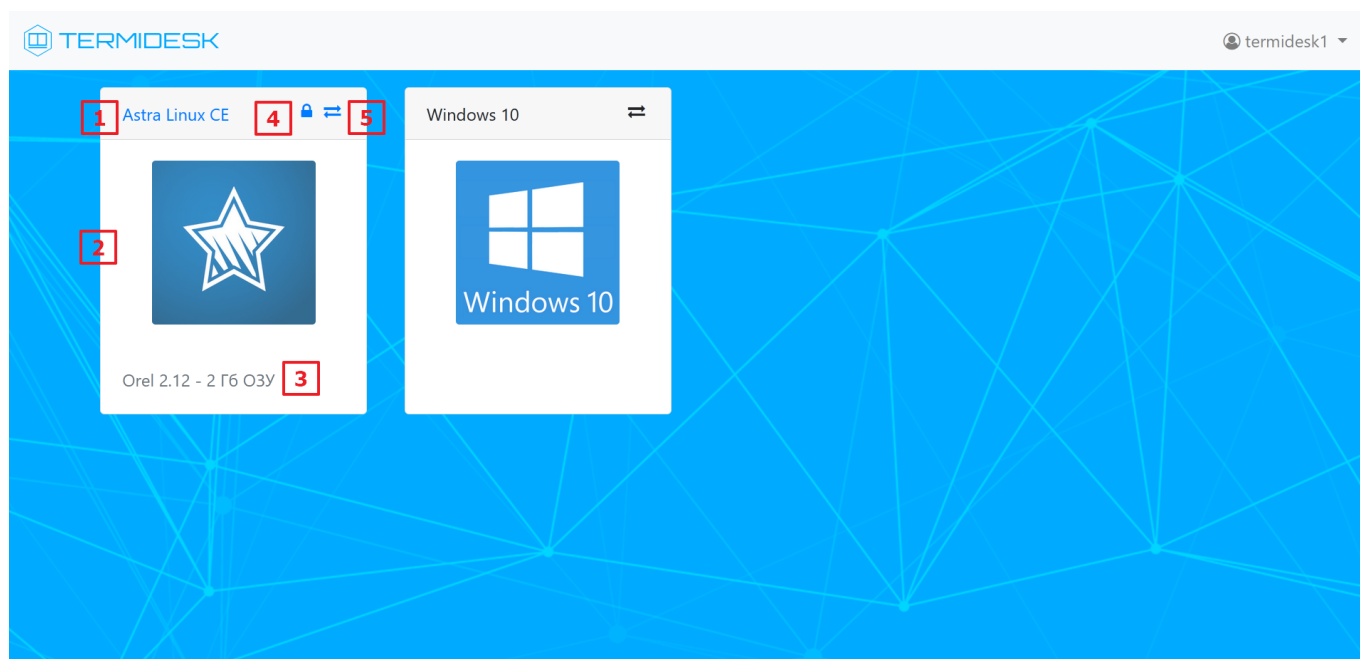 TERMIDESK
termidesk1
1 Astra Linux CE 4 5
Windows 10
2
Windows 10
Orel 2.12 - 2 Гб ОЗУ 3